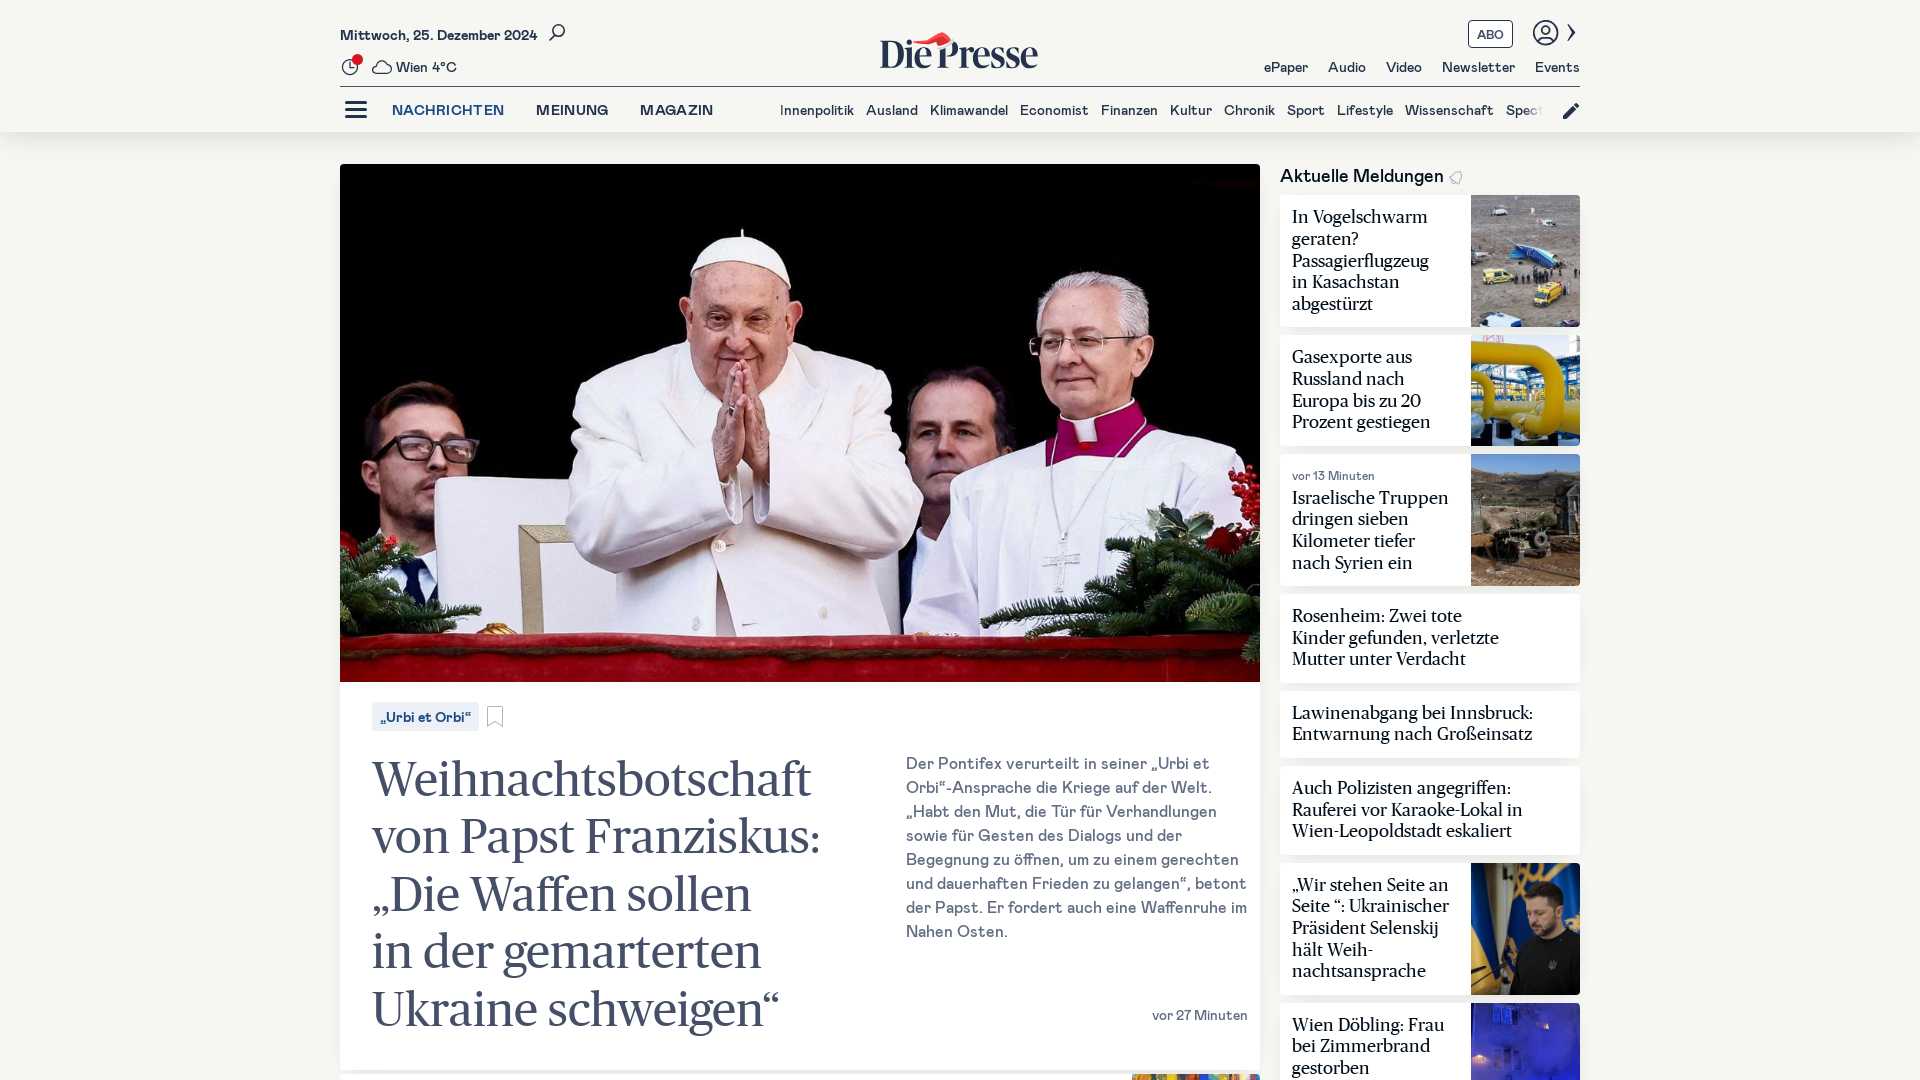 Mittwoch, 25. Dezember 2024
Wien 4°C
Die Presse
ABO
ePaper Audio Video Newsletter Events
NACHRICHTEN MEINUNG MAGAZIN
Innenpolitik Ausland Klimawandel Economist Finanzen Kultur Chronik Sport Lifestyle Wissenschaft Spect
„Urbi et Orbi“
Weihnachtsbotschaft
von Papst Franziskus:
„Die Waffen sollen
in der gemarterten
Ukraine schweigen“
Der Pontifex verurteilt in seiner „Urbi et
Orbi“-Ansprache die Kriege auf der Welt.
„Habt den Mut, die Tür für Verhandlungen
sowie für Gesten des Dialogs und der
Begegnung zu öffnen, um zu einem gerechten
und dauerhaften Frieden zu gelangen“, betont
der Papst. Er fordert auch eine Waffenruhe im
Nahen Osten.
vor 27 Minuten
Aktuelle Meldungen
In Vogelschwarm
geraten?
Passagierflugzeug
in Kasachstan
abgestürzt
Gasexporte aus
Russland nach
Europa bis zu 20
Prozent gestiegen
vor 13 Minuten
Israelische Truppen
dringen sieben
Kilometer tiefer
nach Syrien ein
Rosenheim: Zwei tote
Kinder gefunden, verletzte
Mutter unter Verdacht
Lawinenabgang bei Innsbruck:
Entwarnung nach Großeinsatz
Auch Polizisten angegriffen:
Rauferei vor Karaoke-Lokal in
Wien-Leopoldstadt eskaliert
„Wir stehen Seite an
Seite “: Ukrainischer
Präsident Selenskij
hält Weih-
nachtsansprache
Wien Döbling: Frau
bei Zimmerbrand
gestorben